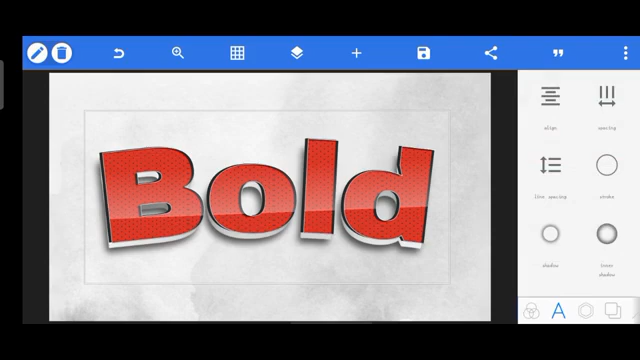 Bold
align
spacing
line spacing
stroke
shadow
inner
shadow